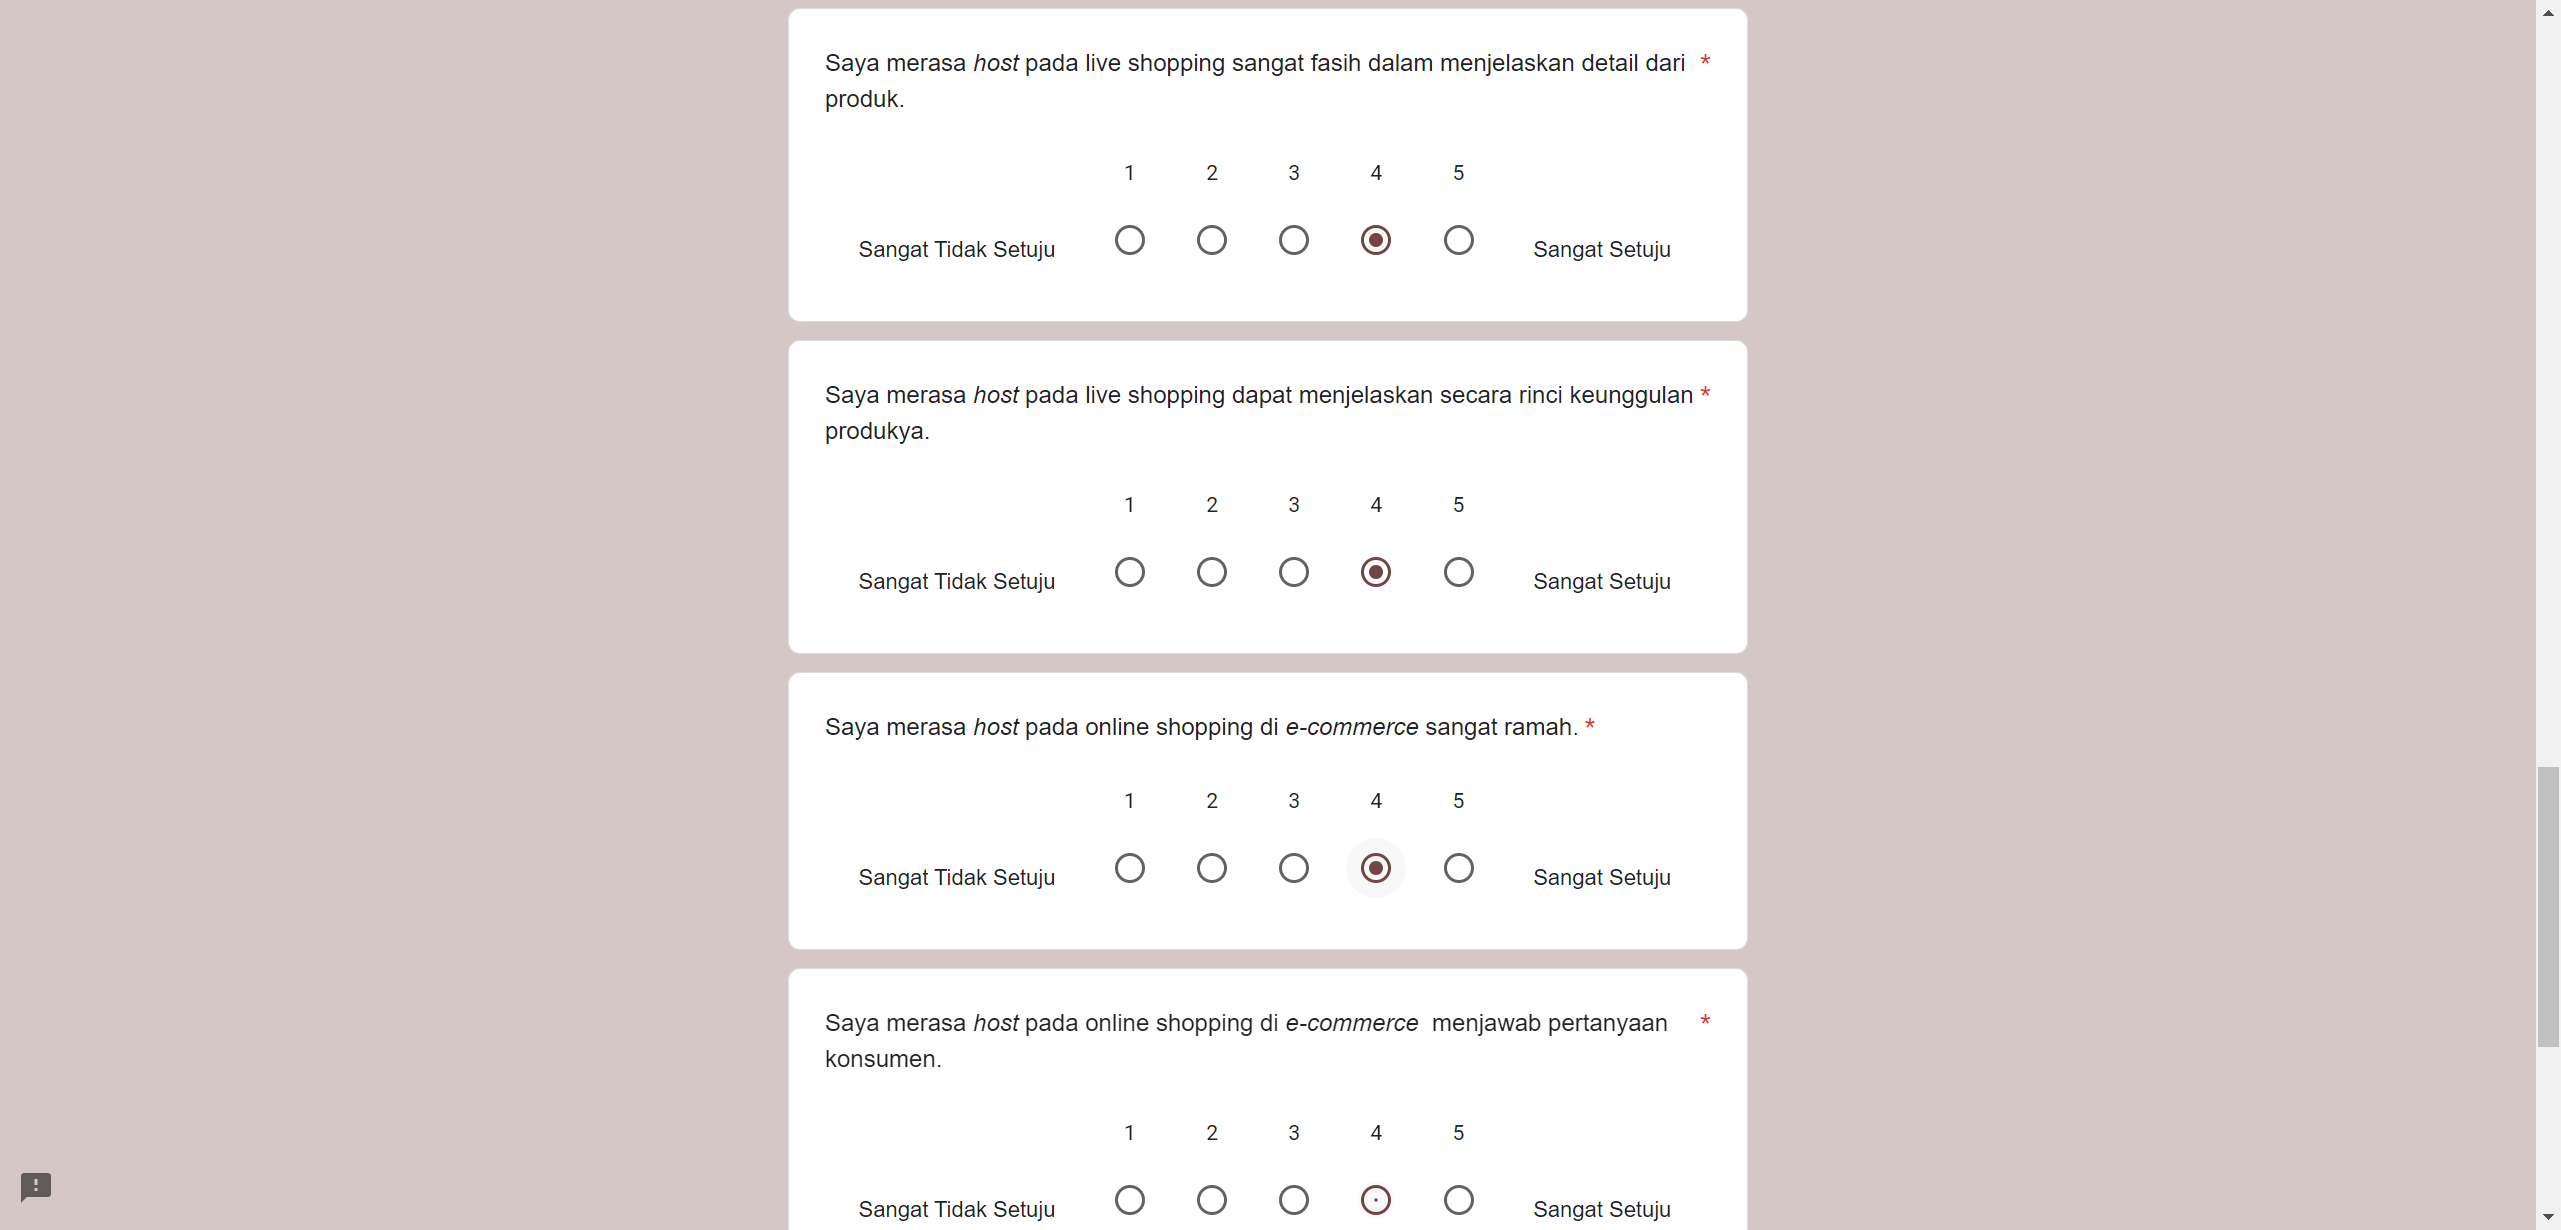 Saya merasa host pada live shopping sangat fasih dalam menjelaskan detail dari *
produk.
1 2 3 4 5
Sangat Tidak Setuju Sangat Setuju
Saya merasa host pada live shopping dapat menjelaskan secara rinci keunggulan *
produkya.
1 2 3 4 5
Sangat Tidak Setuju Sangat Setuju
Saya merasa host pada online shopping di e-commerce sangat ramah. *
1 2 3 4 5
Sangat Tidak Setuju Sangat Setuju
Saya merasa host pada online shopping di e-commerce  menjawab pertanyaan *
konsumen.
1 2 3 4 5
Sangat Tidak Setuju Sangat Setuju